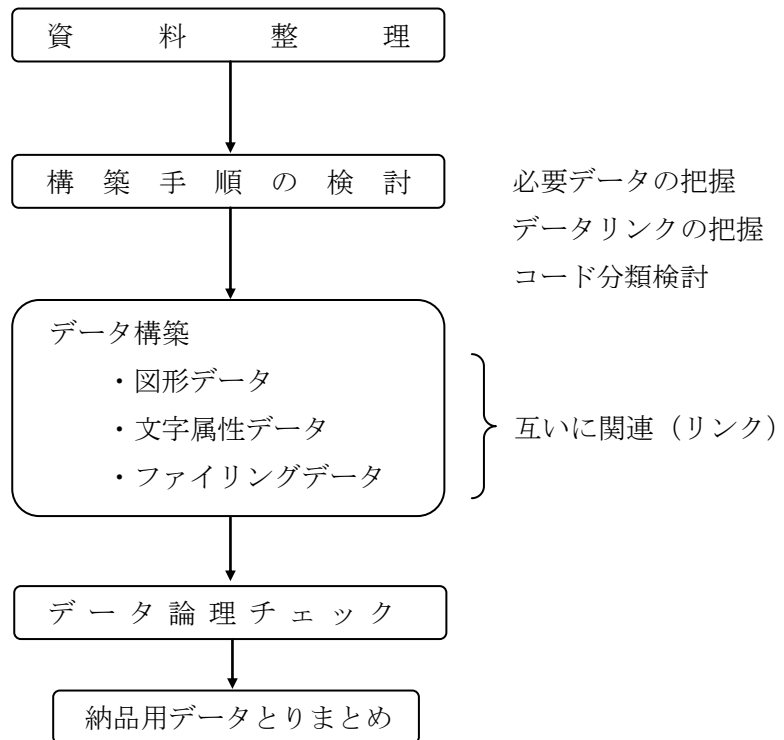 資料整理
構築手順の検討
必要データの把握
データリンクの把握
コード分類検討
データ構築
・図形データ
・文字属性データ
・ファイリングデータ
互いに関連（リンク）
データ論理チェック
納品用データとりまとめ